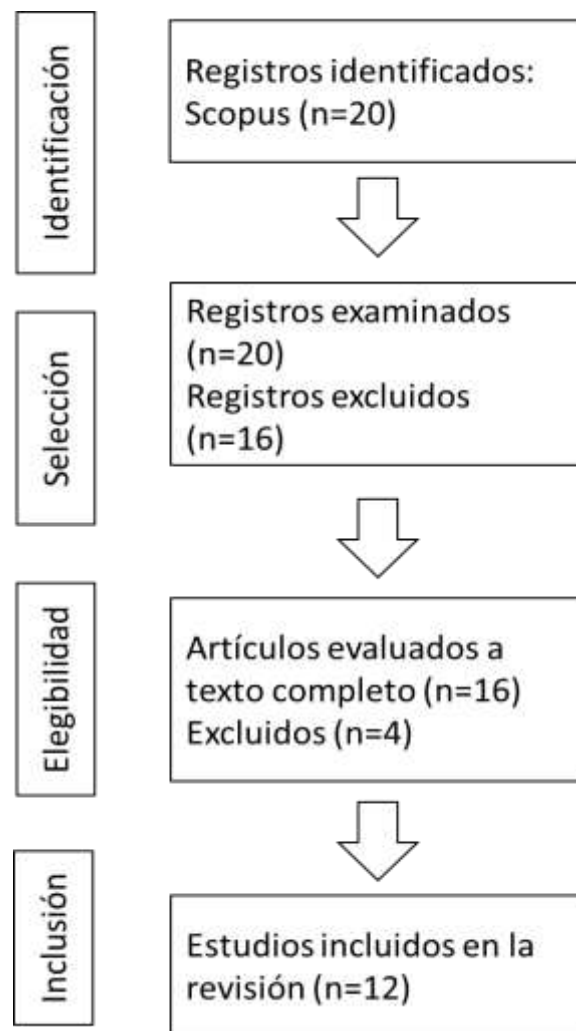 Identificación
Registros identificados:
Scopus (n=20)
Selección
Registros examinados
(n=20)
Registros excluidos
(n=16)
Elegibilidad
Artículos evaluados a
texto completo (n=16)
Excluidos (n=4)
Inclusión
Estudios incluidos en la
revisión (n=12)